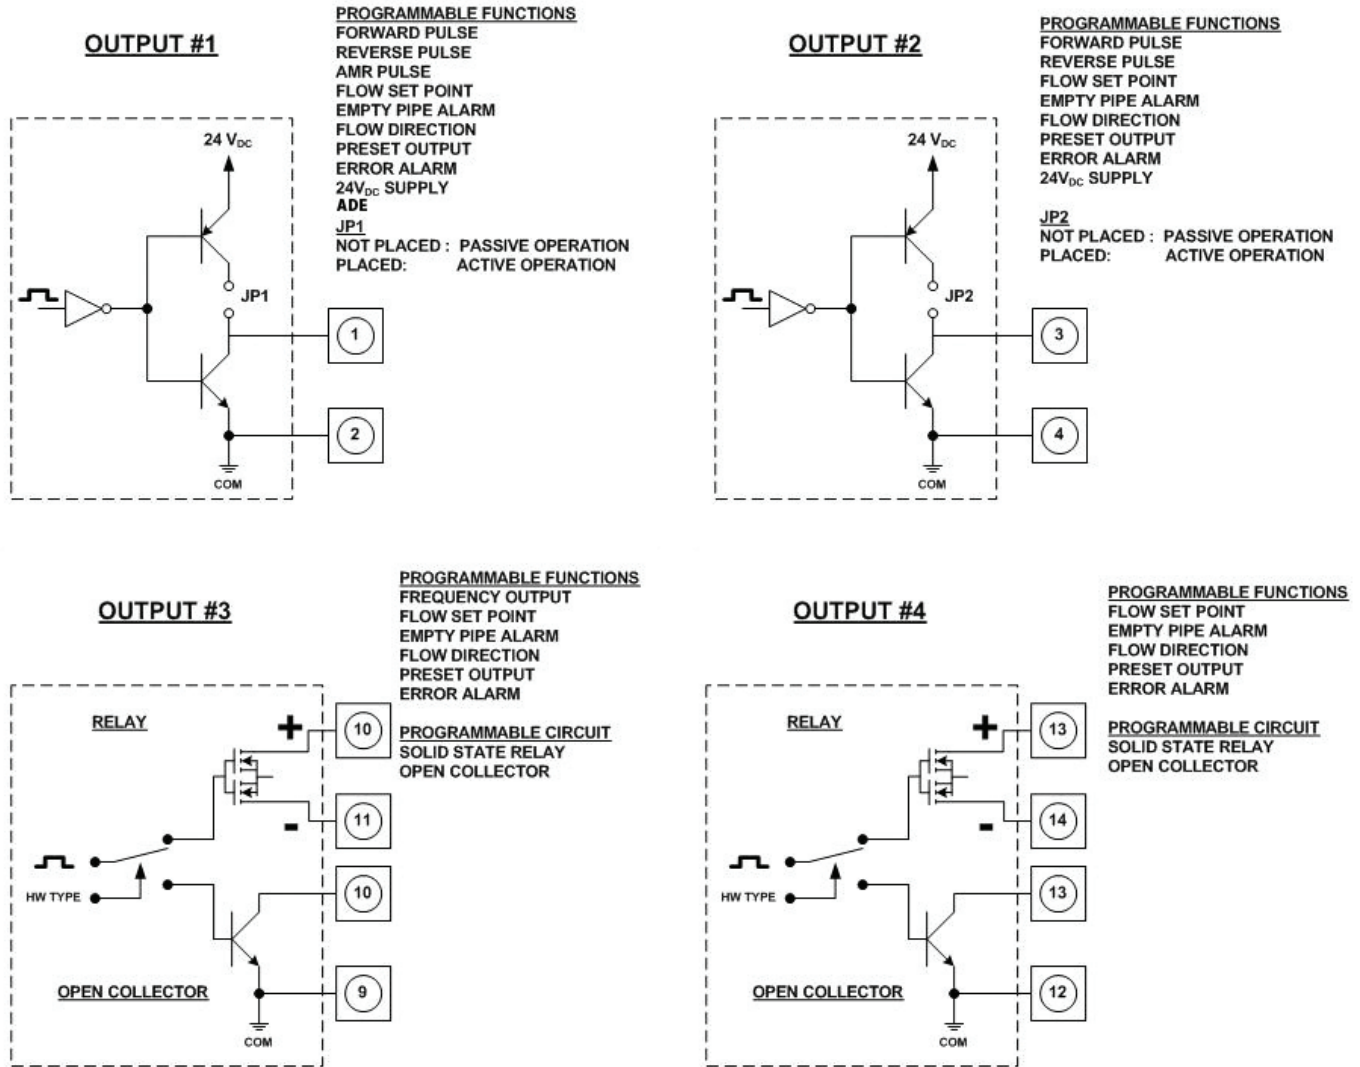 OUTPUT #1
PROGRAMMABLE FUNCTIONS
FORWARD PULSE
REVERSE PULSE
AMR PULSE
FLOW SET POINT
EMPTY PIPE ALARM
FLOW DIRECTION
PRESET OUTPUT
ERROR ALARM
24VDC SUPPLY
ADE
JP1
NOT PLACED : PASSIVE OPERATION
PLACED: ACTIVE OPERATION
24 VDC
JP1
1
2
COM
OUTPUT #2
PROGRAMMABLE FUNCTIONS
FORWARD PULSE
REVERSE PULSE
FLOW SET POINT
EMPTY PIPE ALARM
FLOW DIRECTION
PRESET OUTPUT
ERROR ALARM
24VDC SUPPLY
JP2
NOT PLACED : PASSIVE OPERATION
PLACED: ACTIVE OPERATION
24 VDC
JP2
3
4
COM
OUTPUT #3
PROGRAMMABLE FUNCTIONS
FREQUENCY OUTPUT
FLOW SET POINT
EMPTY PIPE ALARM
FLOW DIRECTION
PRESET OUTPUT
ERROR ALARM
PROGRAMMABLE CIRCUIT
SOLID STATE RELAY
OPEN COLLECTOR
RELAY
+
10
-
11
HW TYPE
10
OPEN COLLECTOR
9
COM
OUTPUT #4
PROGRAMMABLE FUNCTIONS
FLOW SET POINT
EMPTY PIPE ALARM
FLOW DIRECTION
PRESET OUTPUT
ERROR ALARM
PROGRAMMABLE CIRCUIT
SOLID STATE RELAY
OPEN COLLECTOR
RELAY
+
13
-
14
HW TYPE
13
OPEN COLLECTOR
12
COM